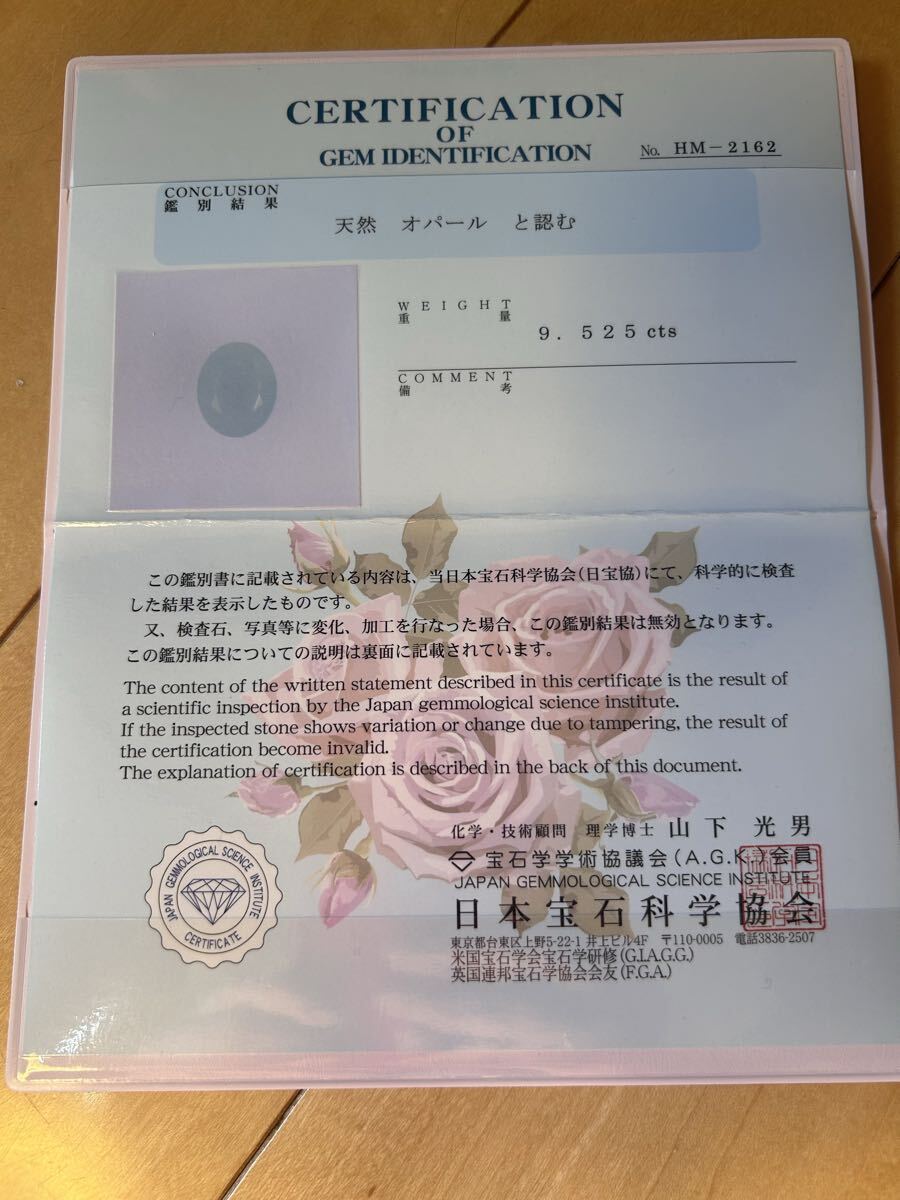 CERTIFICATION
OF
GEM IDENTIFICATION
No. HM-2162
CONCLUSION
鑑別結果
天然 オパール と認む
WEIGHT
重量
9.525cts
COMMENT
備考
この鑑別書に記載されている内容は、当日本宝石科学協会(日宝協)にて、科学的に検査
した結果を表示したものです。
又、検査石、写真等に変化、加工を行なった場合、この鑑別結果は無効となります。
この鑑別結果についての説明は裏面に記載されています。
The content of the written statement described in this certificate is the result of
a scientific inspection by the Japan gemmological science institute.
If the inspected stone shows variation or change due to tampering, the result of
the certification become invalid.
The explanation of certification is described in the back of this document.
化学・技術顧問 理学博士 山下 光男
宝石学学術協議会(A.G.K.)会員
JAPAN GEMMOLOGICAL SCIENCE INSTITUTE
日本宝石科学協会
東京都台東区上野5-22-1 井上ビル4F 〒110-0005 電話3836-2507
米国宝石学会宝石学研修(G.I.A.G.G.)
英国連邦宝石学協会会友(F.G.A.)
JAPAN GEMMOLOGICAL SCIENCE INSTITUTE
CERTIFICATE